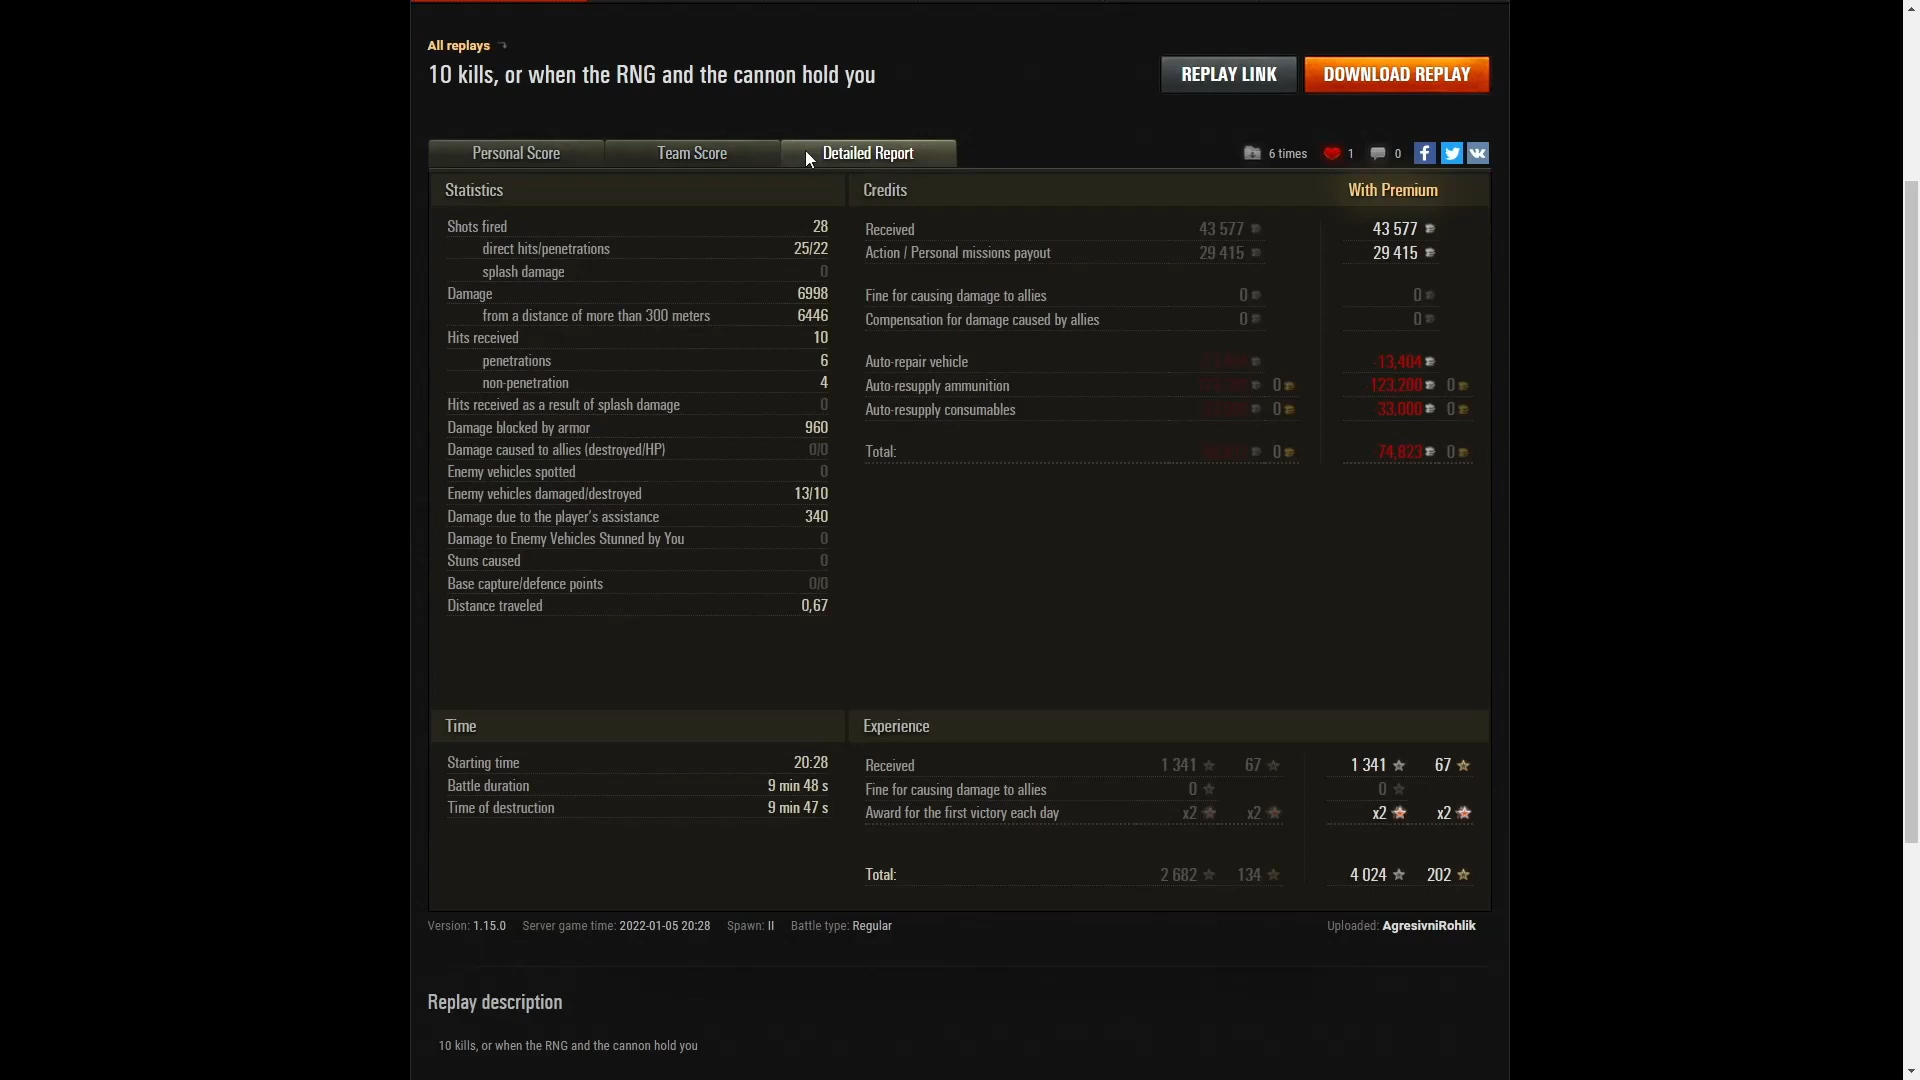 All replays
10 kills, or when the RNG and the cannon hold you
REPLAY LINK
DOWNLOAD REPLAY
Personal Score
Team Score
Detailed Report
6 times
1
0
Statistics
Shots fired 28
direct hits/penetrations 25/22
splash damage 0
Damage 6998
from a distance of more than 300 meters 6446
Hits received 10
penetrations 6
non-penetration 4
Hits received as a result of splash damage 0
Damage blocked by armor 960
Damage caused to allies (destroyed/HP) 0/0
Enemy vehicles spotted 0
Enemy vehicles damaged/destroyed 13/10
Damage due to the player's assistance 340
Damage to Enemy Vehicles Stunned by You 0
Stuns caused 0
Base capture/defence points 0/0
Distance traveled 0,67
Credits With Premium
Received 43 577 43 577
Action / Personal missions payout 29 415 29 415
Fine for causing damage to allies 0 0
Compensation for damage caused by allies 0 0
Auto-repair vehicle -13,404
Auto-resupply ammunition 0 123,200 0
Auto-resupply consumables 0 33,000 0
Total: 0 74,823 0
Time
Starting time 20:28
Battle duration 9 min 48 s
Time of destruction 9 min 47 s
Experience
Received 1 341 67 1 341 67
Fine for causing damage to allies 0 0
Award for the first victory each day x2 x2 x2 x2
Total: 2 682 134 4 024 202
Version: 1.15.0 Server game time: 2022-01-05 20:28 Spawn: II Battle type: Regular Uploaded: AgresivniRohlik
Replay description
10 kills, or when the RNG and the cannon hold you